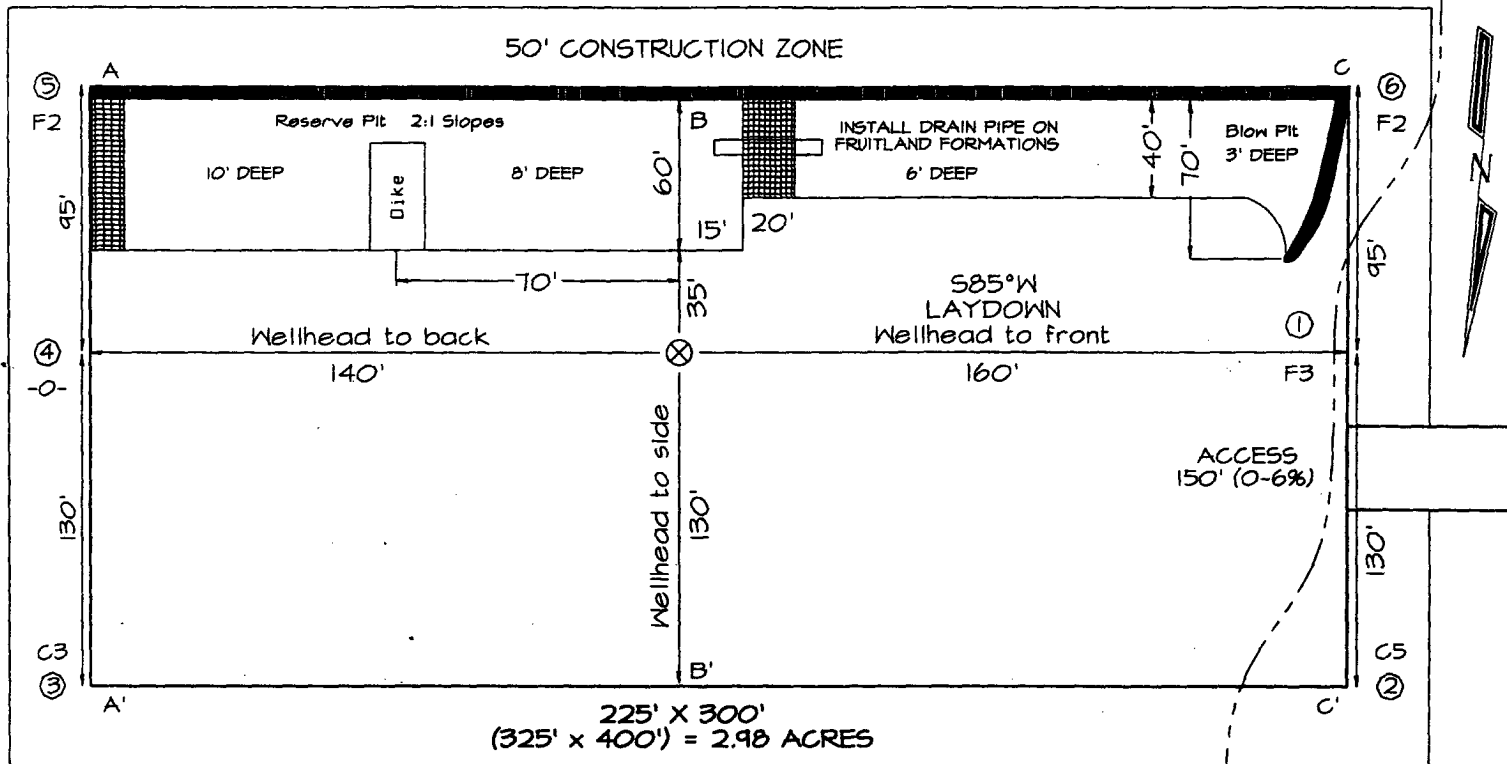 50' CONSTRUCTION ZONE
A
C
⑤
⑥
F2
F2
Reserve Pit 2:1 Slopes
B
INSTALL DRAIN PIPE ON
FRUITLAND FORMATIONS
Blow Pit
3' DEEP
10' DEEP
8' DEEP
6' DEEP
Dike
60'
40'
70'
N
95'
95'
15'
20'
70'
35'
S85°W
LAYDOWN
Wellhead to back
Wellhead to front
①
④
-0-
140'
160'
F3
Wellhead to side
130'
130'
130'
ACCESS
150' (0-6%)
C3
C5
③
②
A'
B'
C'
225' X 300'
(325' x 400') = 2.98 ACRES